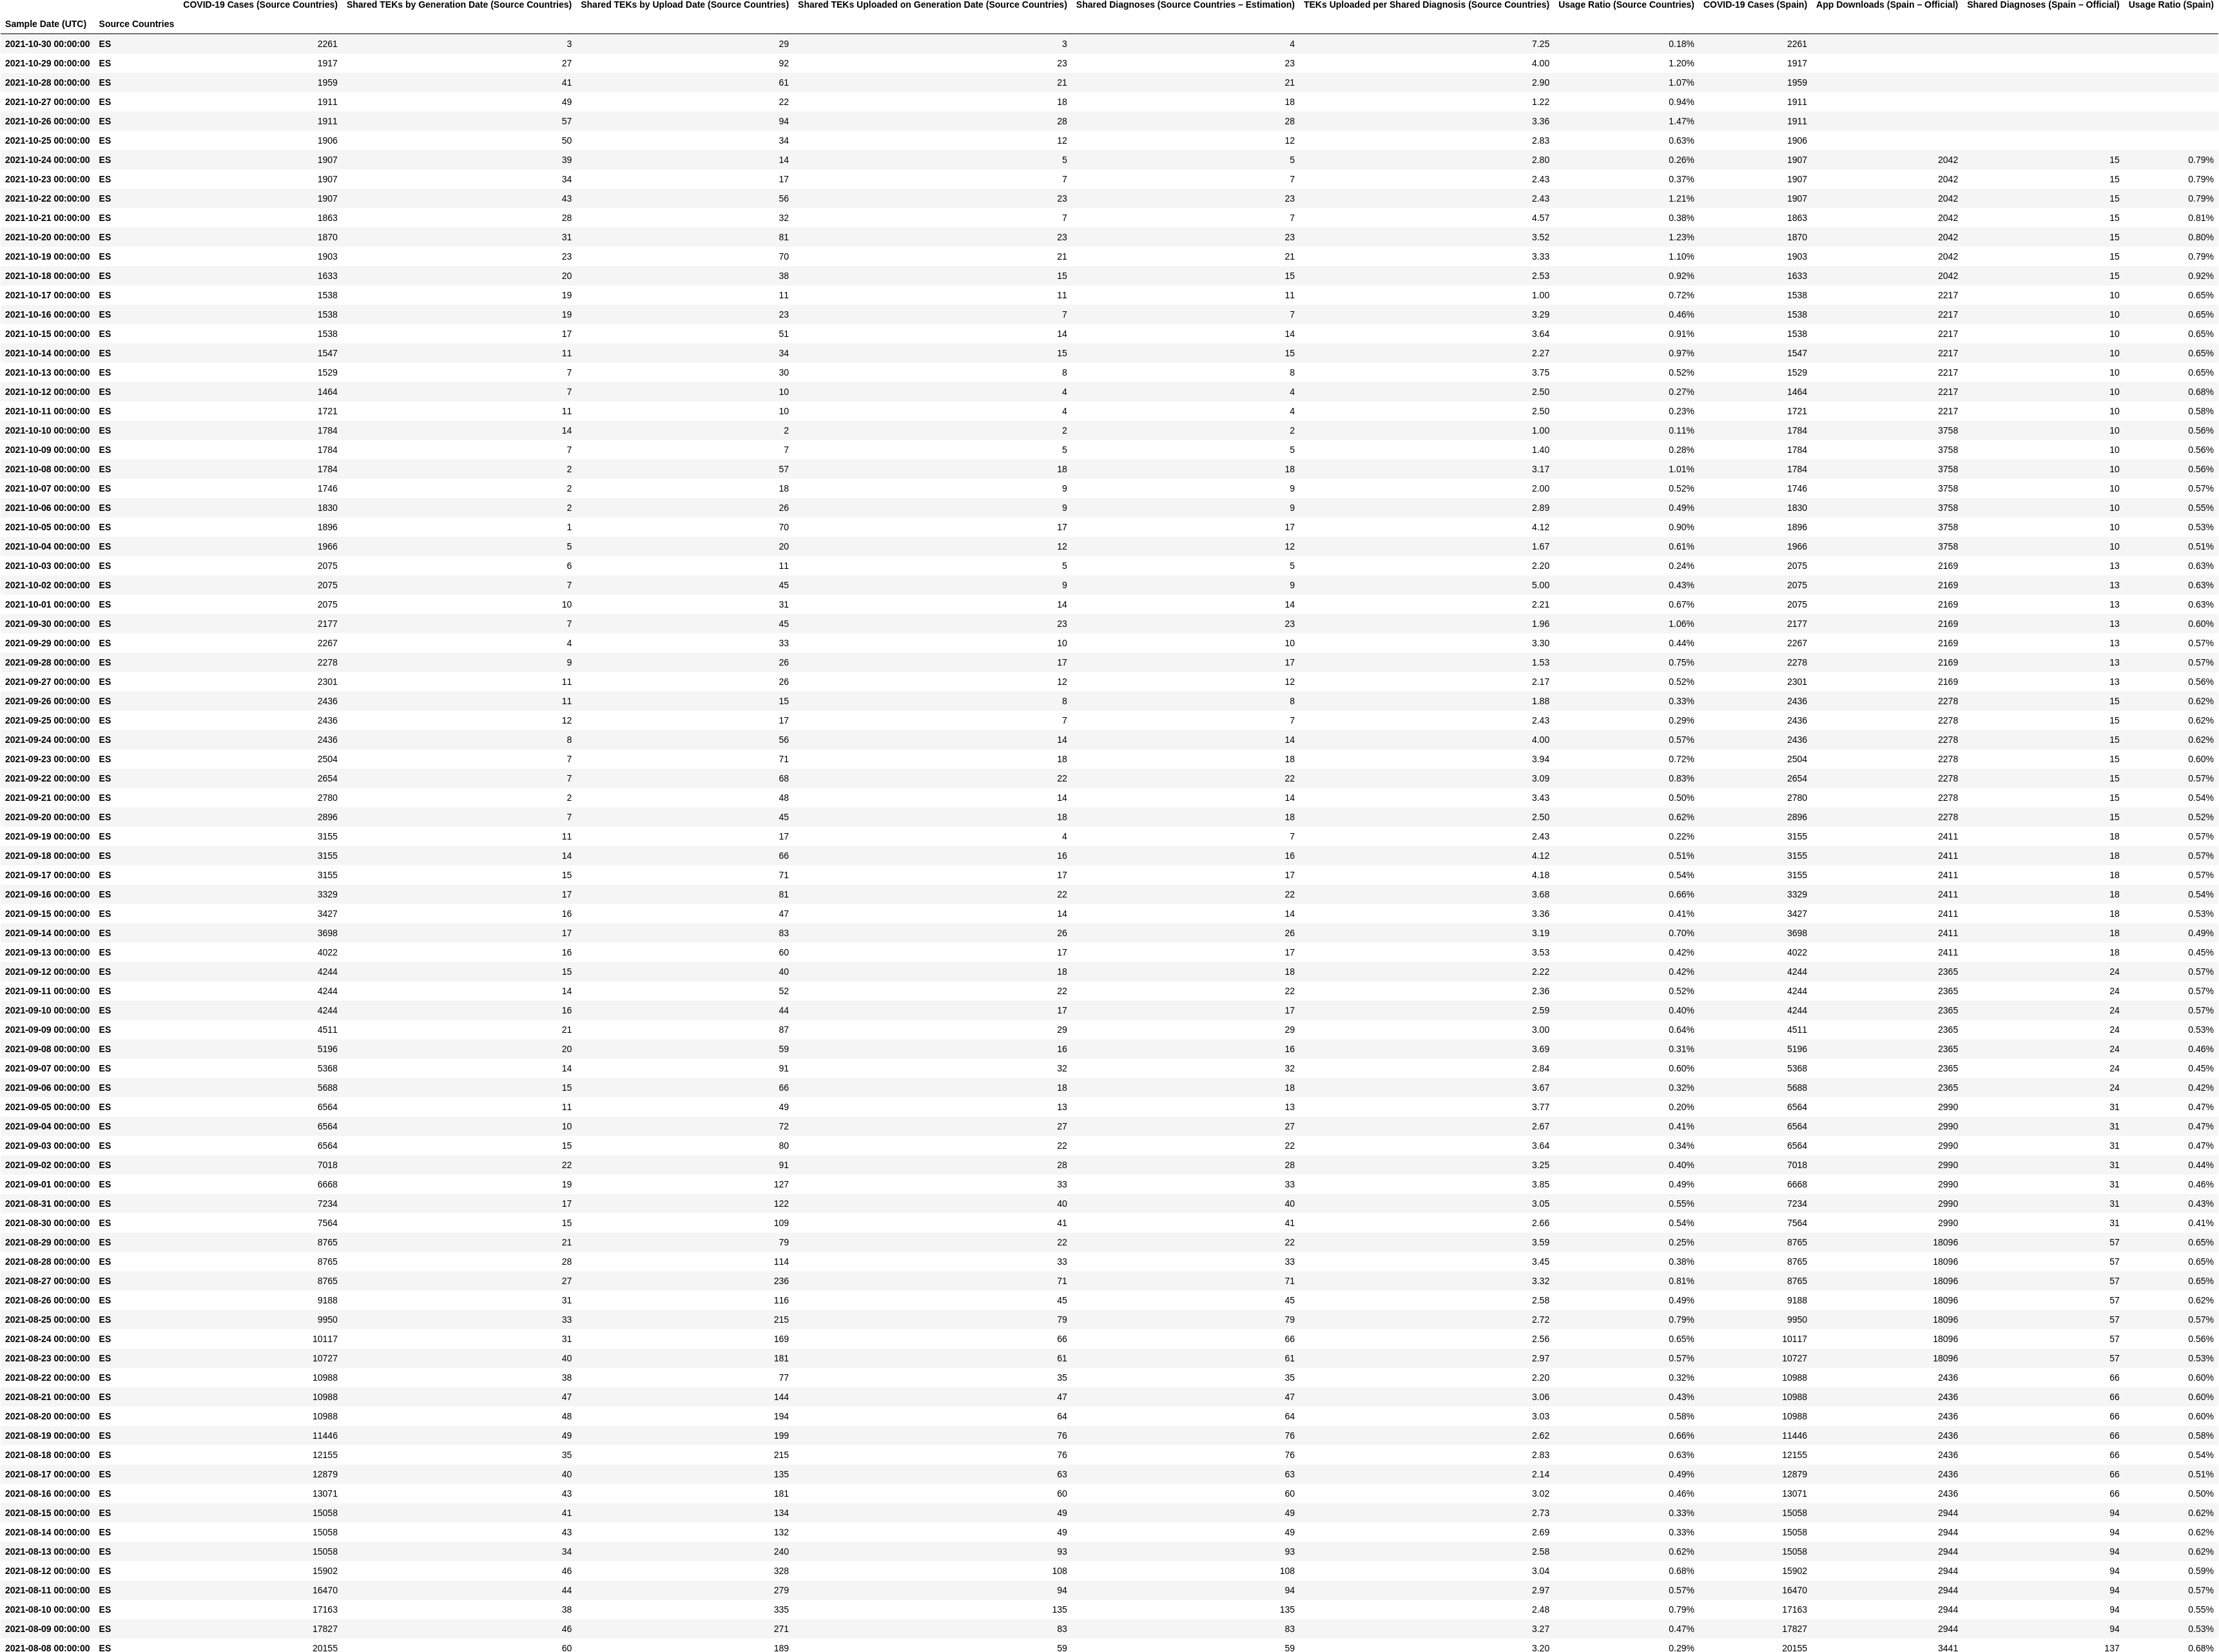 COVID-19 Cases (Source Countries) Shared TEKs by Generation Date (Source Countries) Shared TEKs by Upload Date (Source Countries) Shared TEKs Uploaded on Generation Date (Source Countries) Shared Diagnoses (Source Countries – Estimation) TEKs Uploaded per Shared Diagnosis (Source Countries) Usage Ratio (Source Countries) COVID-19 Cases (Spain) App Downloads (Spain – Official) Shared Diagnoses (Spain – Official) Usage Ratio (Spain)
Sample Date (UTC) Source Countries
2021-10-30 00:00:00 ES 2261 3 29 3 4 7.25 0.18% 2261
2021-10-29 00:00:00 ES 1917 27 92 23 23 4.00 1.20% 1917
2021-10-28 00:00:00 ES 1959 41 61 21 21 2.90 1.07% 1959
2021-10-27 00:00:00 ES 1911 49 22 18 18 1.22 0.94% 1911
2021-10-26 00:00:00 ES 1911 57 94 28 28 3.36 1.47% 1911
2021-10-25 00:00:00 ES 1906 50 34 12 12 2.83 0.63% 1906
2021-10-24 00:00:00 ES 1907 39 14 5 5 2.80 0.26% 1907 2042 15 0.79%
2021-10-23 00:00:00 ES 1907 34 17 7 7 2.43 0.37% 1907 2042 15 0.79%
2021-10-22 00:00:00 ES 1907 43 56 23 23 2.43 1.21% 1907 2042 15 0.79%
2021-10-21 00:00:00 ES 1863 28 32 7 7 4.57 0.38% 1863 2042 15 0.81%
2021-10-20 00:00:00 ES 1870 31 81 23 23 3.52 1.23% 1870 2042 15 0.80%
2021-10-19 00:00:00 ES 1903 23 70 21 21 3.33 1.10% 1903 2042 15 0.79%
2021-10-18 00:00:00 ES 1633 20 38 15 15 2.53 0.92% 1633 2042 15 0.92%
2021-10-17 00:00:00 ES 1538 19 11 11 11 1.00 0.72% 1538 2217 10 0.65%
2021-10-16 00:00:00 ES 1538 19 23 7 7 3.29 0.46% 1538 2217 10 0.65%
2021-10-15 00:00:00 ES 1538 17 51 14 14 3.64 0.91% 1538 2217 10 0.65%
2021-10-14 00:00:00 ES 1547 11 34 15 15 2.27 0.97% 1547 2217 10 0.65%
2021-10-13 00:00:00 ES 1529 7 30 8 8 3.75 0.52% 1529 2217 10 0.65%
2021-10-12 00:00:00 ES 1464 7 10 4 4 2.50 0.27% 1464 2217 10 0.68%
2021-10-11 00:00:00 ES 1721 11 10 4 4 2.50 0.23% 1721 2217 10 0.58%
2021-10-10 00:00:00 ES 1784 14 2 2 2 1.00 0.11% 1784 3758 10 0.56%
2021-10-09 00:00:00 ES 1784 7 7 5 5 1.40 0.28% 1784 3758 10 0.56%
2021-10-08 00:00:00 ES 1784 2 57 18 18 3.17 1.01% 1784 3758 10 0.56%
2021-10-07 00:00:00 ES 1746 2 18 9 9 2.00 0.52% 1746 3758 10 0.57%
2021-10-06 00:00:00 ES 1830 2 26 9 9 2.89 0.49% 1830 3758 10 0.55%
2021-10-05 00:00:00 ES 1896 1 70 17 17 4.12 0.90% 1896 3758 10 0.53%
2021-10-04 00:00:00 ES 1966 5 20 12 12 1.67 0.61% 1966 3758 10 0.51%
2021-10-03 00:00:00 ES 2075 6 11 5 5 2.20 0.24% 2075 2169 13 0.63%
2021-10-02 00:00:00 ES 2075 7 45 9 9 5.00 0.43% 2075 2169 13 0.63%
2021-10-01 00:00:00 ES 2075 10 31 14 14 2.21 0.67% 2075 2169 13 0.63%
2021-09-30 00:00:00 ES 2177 7 45 23 23 1.96 1.06% 2177 2169 13 0.60%
2021-09-29 00:00:00 ES 2267 4 33 10 10 3.30 0.44% 2267 2169 13 0.57%
2021-09-28 00:00:00 ES 2278 9 26 17 17 1.53 0.75% 2278 2169 13 0.57%
2021-09-27 00:00:00 ES 2301 11 26 12 12 2.17 0.52% 2301 2169 13 0.56%
2021-09-26 00:00:00 ES 2436 11 15 8 8 1.88 0.33% 2436 2278 15 0.62%
2021-09-25 00:00:00 ES 2436 12 17 7 7 2.43 0.29% 2436 2278 15 0.62%
2021-09-24 00:00:00 ES 2436 8 56 14 14 4.00 0.57% 2436 2278 15 0.62%
2021-09-23 00:00:00 ES 2504 7 71 18 18 3.94 0.72% 2504 2278 15 0.60%
2021-09-22 00:00:00 ES 2654 7 68 22 22 3.09 0.83% 2654 2278 15 0.57%
2021-09-21 00:00:00 ES 2780 2 48 14 14 3.43 0.50% 2780 2278 15 0.54%
2021-09-20 00:00:00 ES 2896 7 45 18 18 2.50 0.62% 2896 2278 15 0.52%
2021-09-19 00:00:00 ES 3155 11 17 4 7 2.43 0.22% 3155 2411 18 0.57%
2021-09-18 00:00:00 ES 3155 14 66 16 16 4.12 0.51% 3155 2411 18 0.57%
2021-09-17 00:00:00 ES 3155 15 71 17 17 4.18 0.54% 3155 2411 18 0.57%
2021-09-16 00:00:00 ES 3329 17 81 22 22 3.68 0.66% 3329 2411 18 0.54%
2021-09-15 00:00:00 ES 3427 16 47 14 14 3.36 0.41% 3427 2411 18 0.53%
2021-09-14 00:00:00 ES 3698 17 83 26 26 3.19 0.70% 3698 2411 18 0.49%
2021-09-13 00:00:00 ES 4022 16 60 17 17 3.53 0.42% 4022 2411 18 0.45%
2021-09-12 00:00:00 ES 4244 15 40 18 18 2.22 0.42% 4244 2365 24 0.57%
2021-09-11 00:00:00 ES 4244 14 52 22 22 2.36 0.52% 4244 2365 24 0.57%
2021-09-10 00:00:00 ES 4244 16 44 17 17 2.59 0.40% 4244 2365 24 0.57%
2021-09-09 00:00:00 ES 4511 21 87 29 29 3.00 0.64% 4511 2365 24 0.53%
2021-09-08 00:00:00 ES 5196 20 59 16 16 3.69 0.31% 5196 2365 24 0.46%
2021-09-07 00:00:00 ES 5368 14 91 32 32 2.84 0.60% 5368 2365 24 0.45%
2021-09-06 00:00:00 ES 5688 15 66 18 18 3.67 0.32% 5688 2365 24 0.42%
2021-09-05 00:00:00 ES 6564 11 49 13 13 3.77 0.20% 6564 2990 31 0.47%
2021-09-04 00:00:00 ES 6564 10 72 27 27 2.67 0.41% 6564 2990 31 0.47%
2021-09-03 00:00:00 ES 6564 15 80 22 22 3.64 0.34% 6564 2990 31 0.47%
2021-09-02 00:00:00 ES 7018 22 91 28 28 3.25 0.40% 7018 2990 31 0.44%
2021-09-01 00:00:00 ES 6668 19 127 33 33 3.85 0.49% 6668 2990 31 0.46%
2021-08-31 00:00:00 ES 7234 17 122 40 40 3.05 0.55% 7234 2990 31 0.43%
2021-08-30 00:00:00 ES 7564 15 109 41 41 2.66 0.54% 7564 2990 31 0.41%
2021-08-29 00:00:00 ES 8765 21 79 22 22 3.59 0.25% 8765 18096 57 0.65%
2021-08-28 00:00:00 ES 8765 28 114 33 33 3.45 0.38% 8765 18096 57 0.65%
2021-08-27 00:00:00 ES 8765 27 236 71 71 3.32 0.81% 8765 18096 57 0.65%
2021-08-26 00:00:00 ES 9188 31 116 45 45 2.58 0.49% 9188 18096 57 0.62%
2021-08-25 00:00:00 ES 9950 33 215 79 79 2.72 0.79% 9950 18096 57 0.57%
2021-08-24 00:00:00 ES 10117 31 169 66 66 2.56 0.65% 10117 18096 57 0.56%
2021-08-23 00:00:00 ES 10727 40 181 61 61 2.97 0.57% 10727 18096 57 0.53%
2021-08-22 00:00:00 ES 10988 38 77 35 35 2.20 0.32% 10988 2436 66 0.60%
2021-08-21 00:00:00 ES 10988 47 144 47 47 3.06 0.43% 10988 2436 66 0.60%
2021-08-20 00:00:00 ES 10988 48 194 64 64 3.03 0.58% 10988 2436 66 0.60%
2021-08-19 00:00:00 ES 11446 49 199 76 76 2.62 0.66% 11446 2436 66 0.58%
2021-08-18 00:00:00 ES 12155 35 215 76 76 2.83 0.63% 12155 2436 66 0.54%
2021-08-17 00:00:00 ES 12879 40 135 63 63 2.14 0.49% 12879 2436 66 0.51%
2021-08-16 00:00:00 ES 13071 43 181 60 60 3.02 0.46% 13071 2436 66 0.50%
2021-08-15 00:00:00 ES 15058 41 134 49 49 2.73 0.33% 15058 2944 94 0.62%
2021-08-14 00:00:00 ES 15058 43 132 49 49 2.69 0.33% 15058 2944 94 0.62%
2021-08-13 00:00:00 ES 15058 34 240 93 93 2.58 0.62% 15058 2944 94 0.62%
2021-08-12 00:00:00 ES 15902 46 328 108 108 3.04 0.68% 15902 2944 94 0.59%
2021-08-11 00:00:00 ES 16470 44 279 94 94 2.97 0.57% 16470 2944 94 0.57%
2021-08-10 00:00:00 ES 17163 38 335 135 135 2.48 0.79% 17163 2944 94 0.55%
2021-08-09 00:00:00 ES 17827 46 271 83 83 3.27 0.47% 17827 2944 94 0.53%
2021-08-08 00:00:00 ES 20155 60 189 59 59 3.20 0.29% 20155 3441 137 0.68%